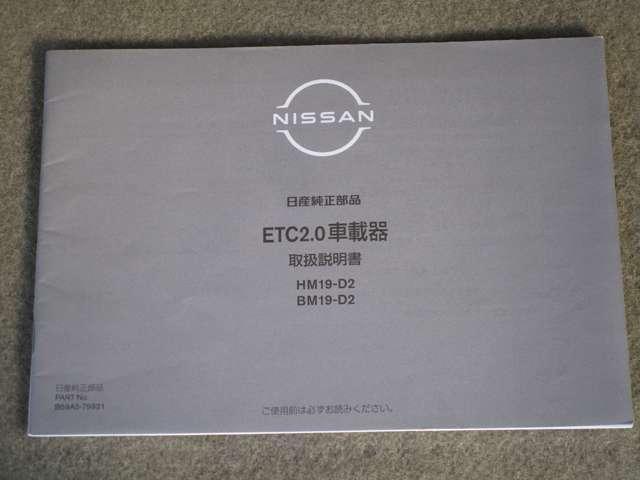 NISSAN
日産純正部品
ETC2.0車載器
取扱説明書
HM19-D2
BM19-D2
日産純正部品
PART No.
ご使用前は必ずお読みください。